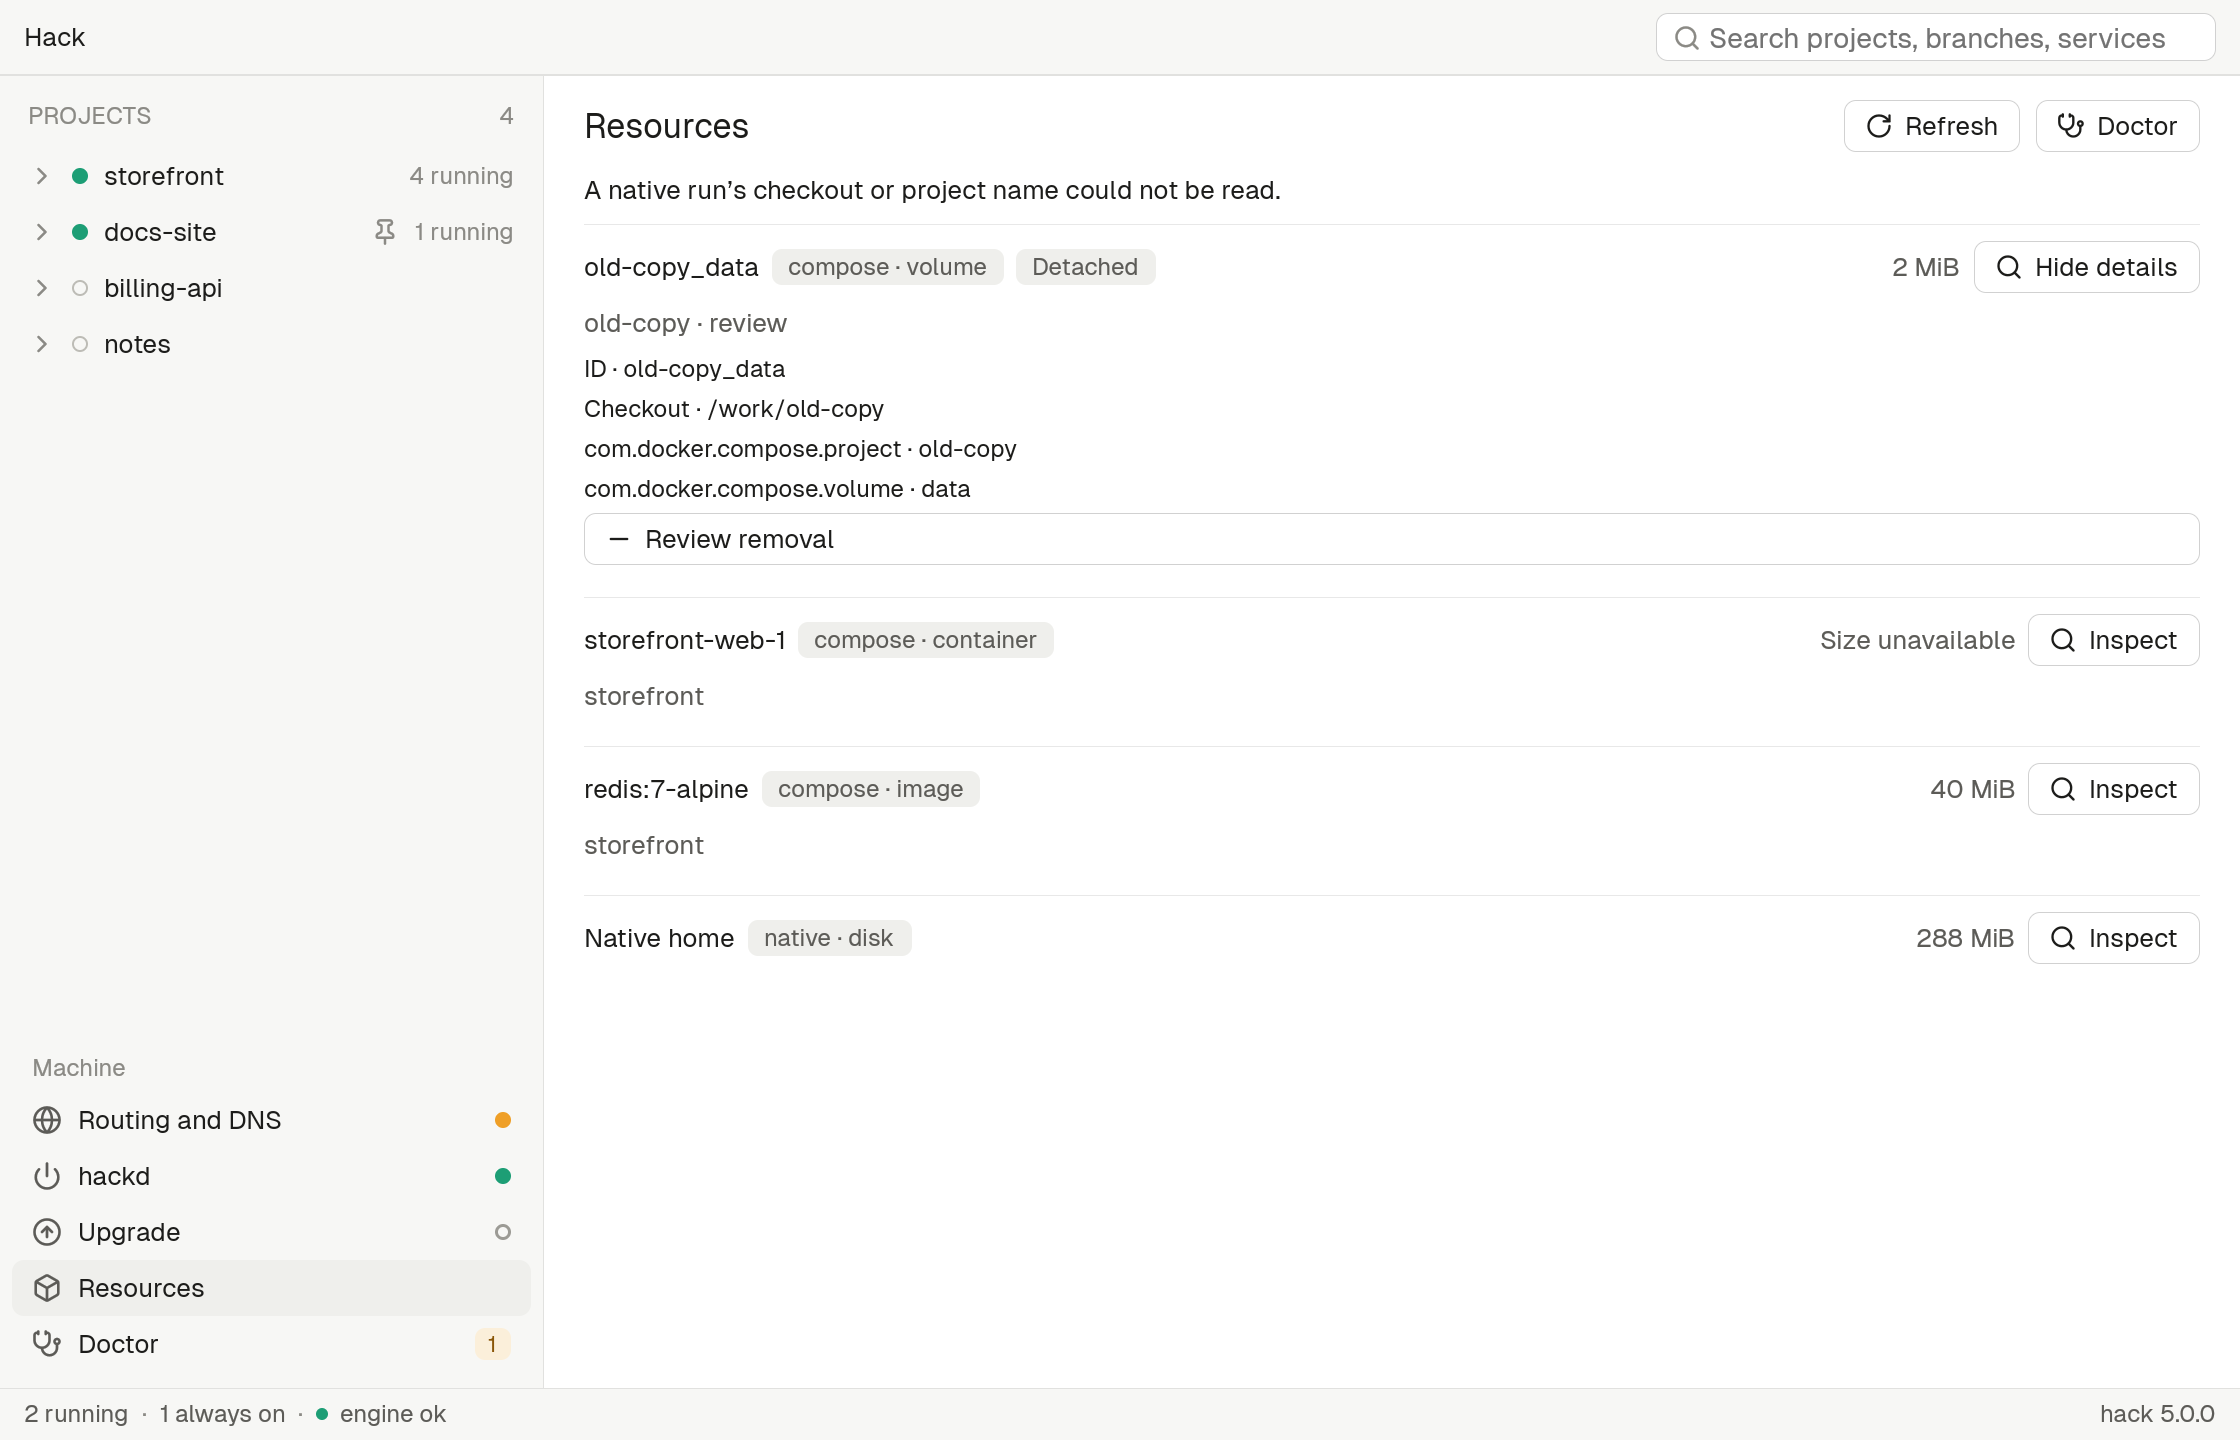 Hack
Search projects, branches, services
PROJECTS 4
storefront 4 running
docs-site 1 running
billing-api
notes
Machine
Routing and DNS
hackd
Upgrade
Resources
Doctor 1
Resources
Refresh
Doctor
A native run’s checkout or project name could not be read.
old-copy_data compose · volume Detached 2 MiB Hide details
old-copy · review
ID · old-copy_data
Checkout · /work/old-copy
com.docker.compose.project · old-copy
com.docker.compose.volume · data
Review removal
storefront-web-1 compose · container Size unavailable Inspect
storefront
redis:7-alpine compose · image 40 MiB Inspect
storefront
Native home native · disk 288 MiB Inspect
2 running · 1 always on · engine ok
hack 5.0.0